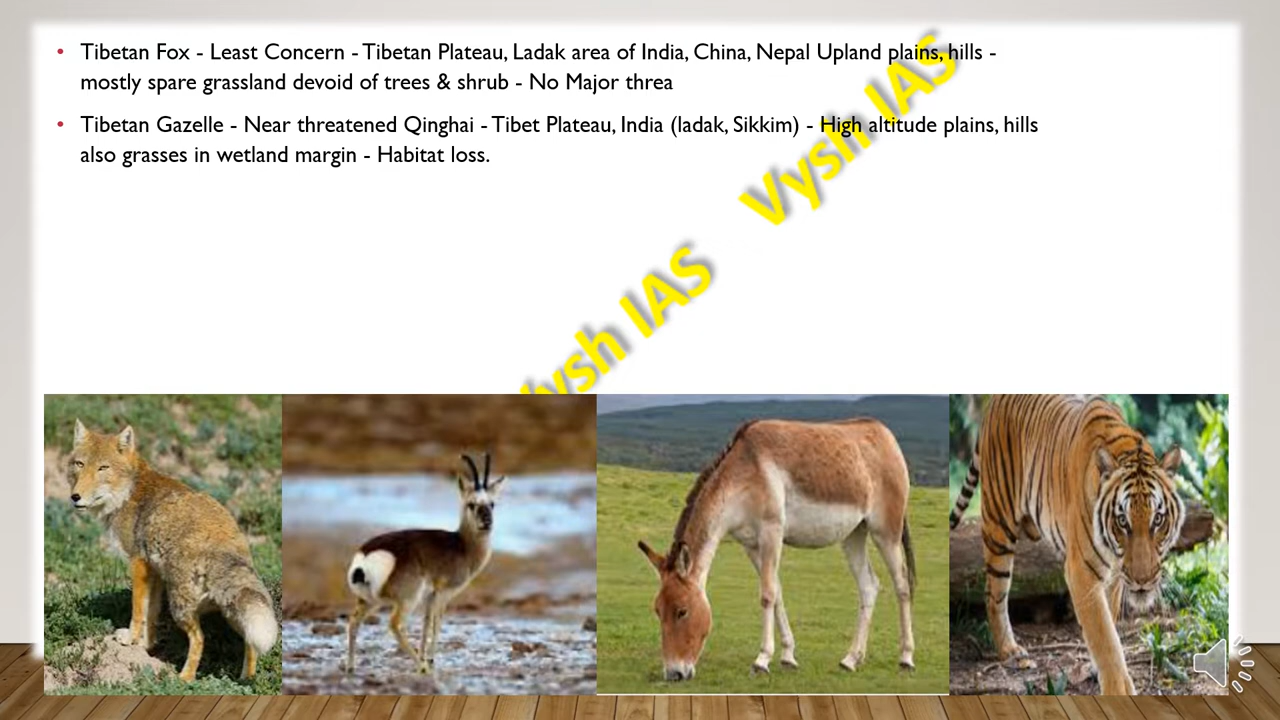 • Tibetan Fox - Least Concern - Tibetan Plateau, Ladak area of India, China, Nepal Upland plains, hills -
mostly spare grassland devoid of trees & shrub - No Major threa
• Tibetan Gazelle - Near threatened Qinghai - Tibet Plateau, India (ladak, Sikkim) - High altitude plains, hills
also grasses in wetland margin - Habitat loss.
Vysh IAS
Vysh IAS